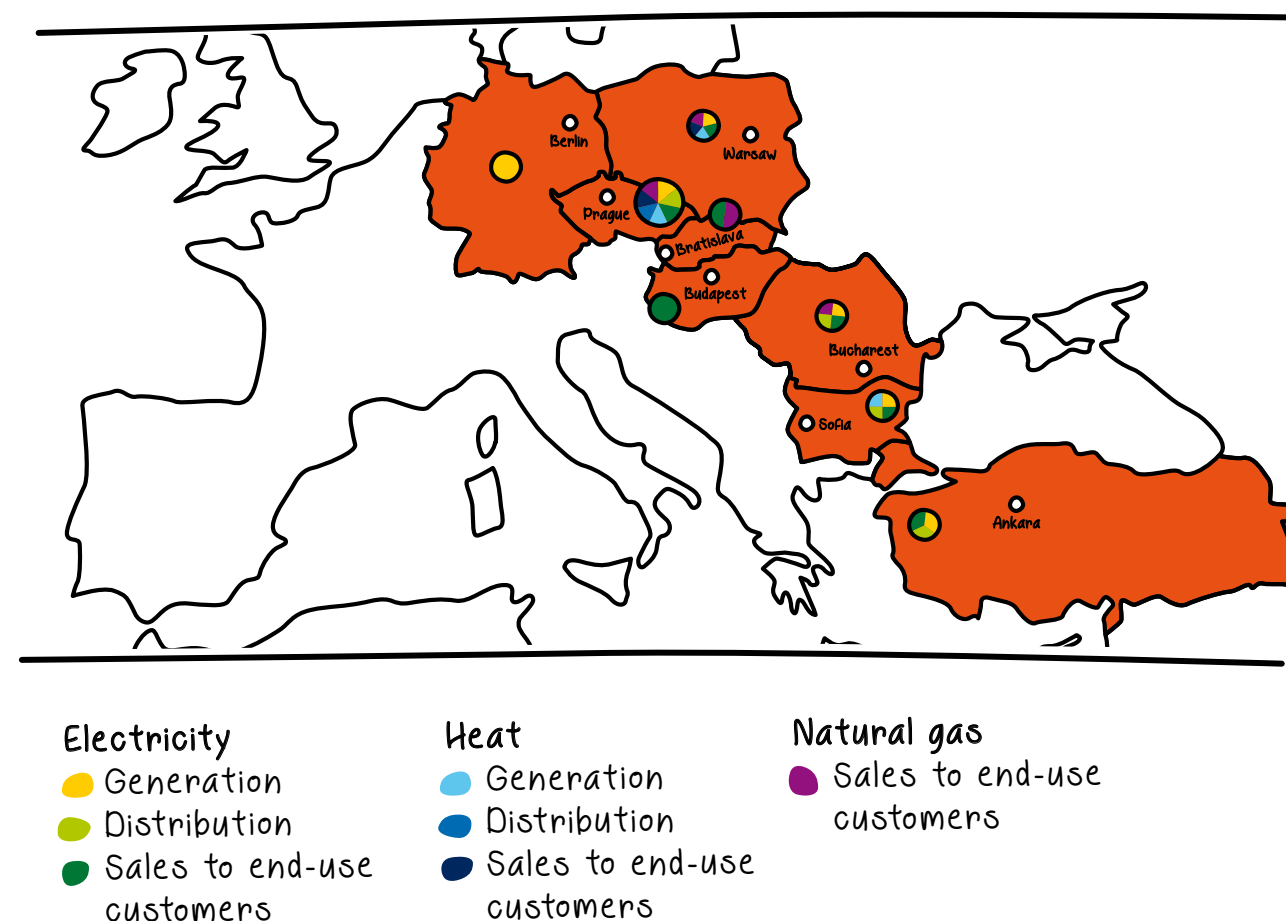 Berlin
Warsaw
Prague
Bratislava
Budapest
Bucharest
Sofia
Ankara
Electricity
Generation
Distribution
Sales to end-use
customers
Heat
Generation
Distribution
Sales to end-use
customers
Natural gas
Sales to end-use
customers